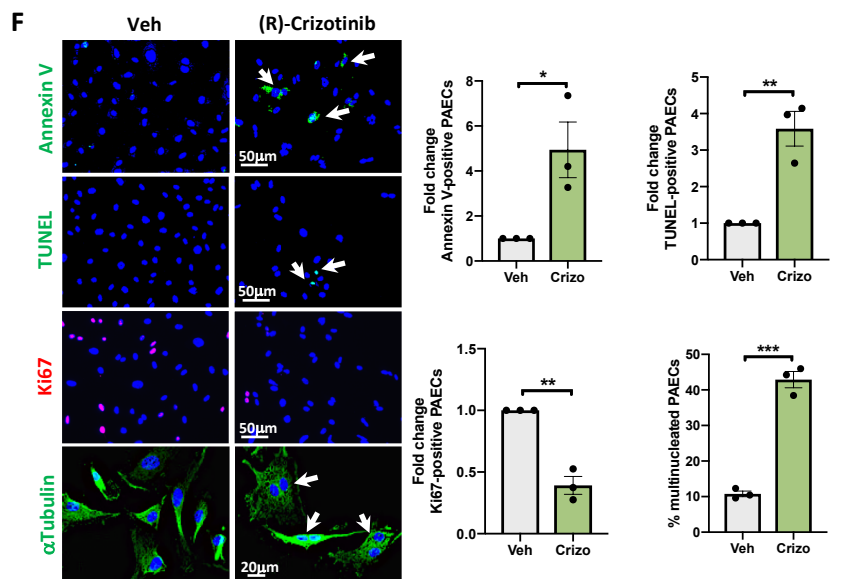 F
Veh
(R)-Crizotinib
Annexin V
50µm
TUNEL
50µm
Ki67
50µm
αTubulin
20µm
Fold change
Annexin V-positive PAECs
8
6
4
2
0
*
Veh
Crizo
Fold change
TUNEL-positive PAECs
5
4
3
2
1
0
**
Veh
Crizo
Fold change
Ki67-positive PAECs
1.5
1.0
0.5
0.0
**
Veh
Crizo
% multinucleated PAECs
50
40
30
20
10
0
***
Veh
Crizo